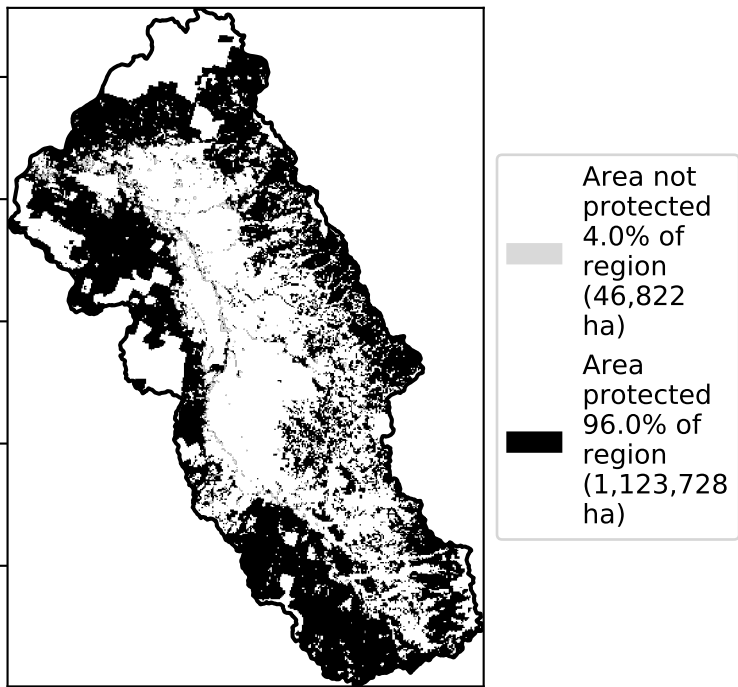 Area not
protected
4.0% of
region
(46,822
ha)
Area
protected
96.0% of
region
(1,123,728
ha)